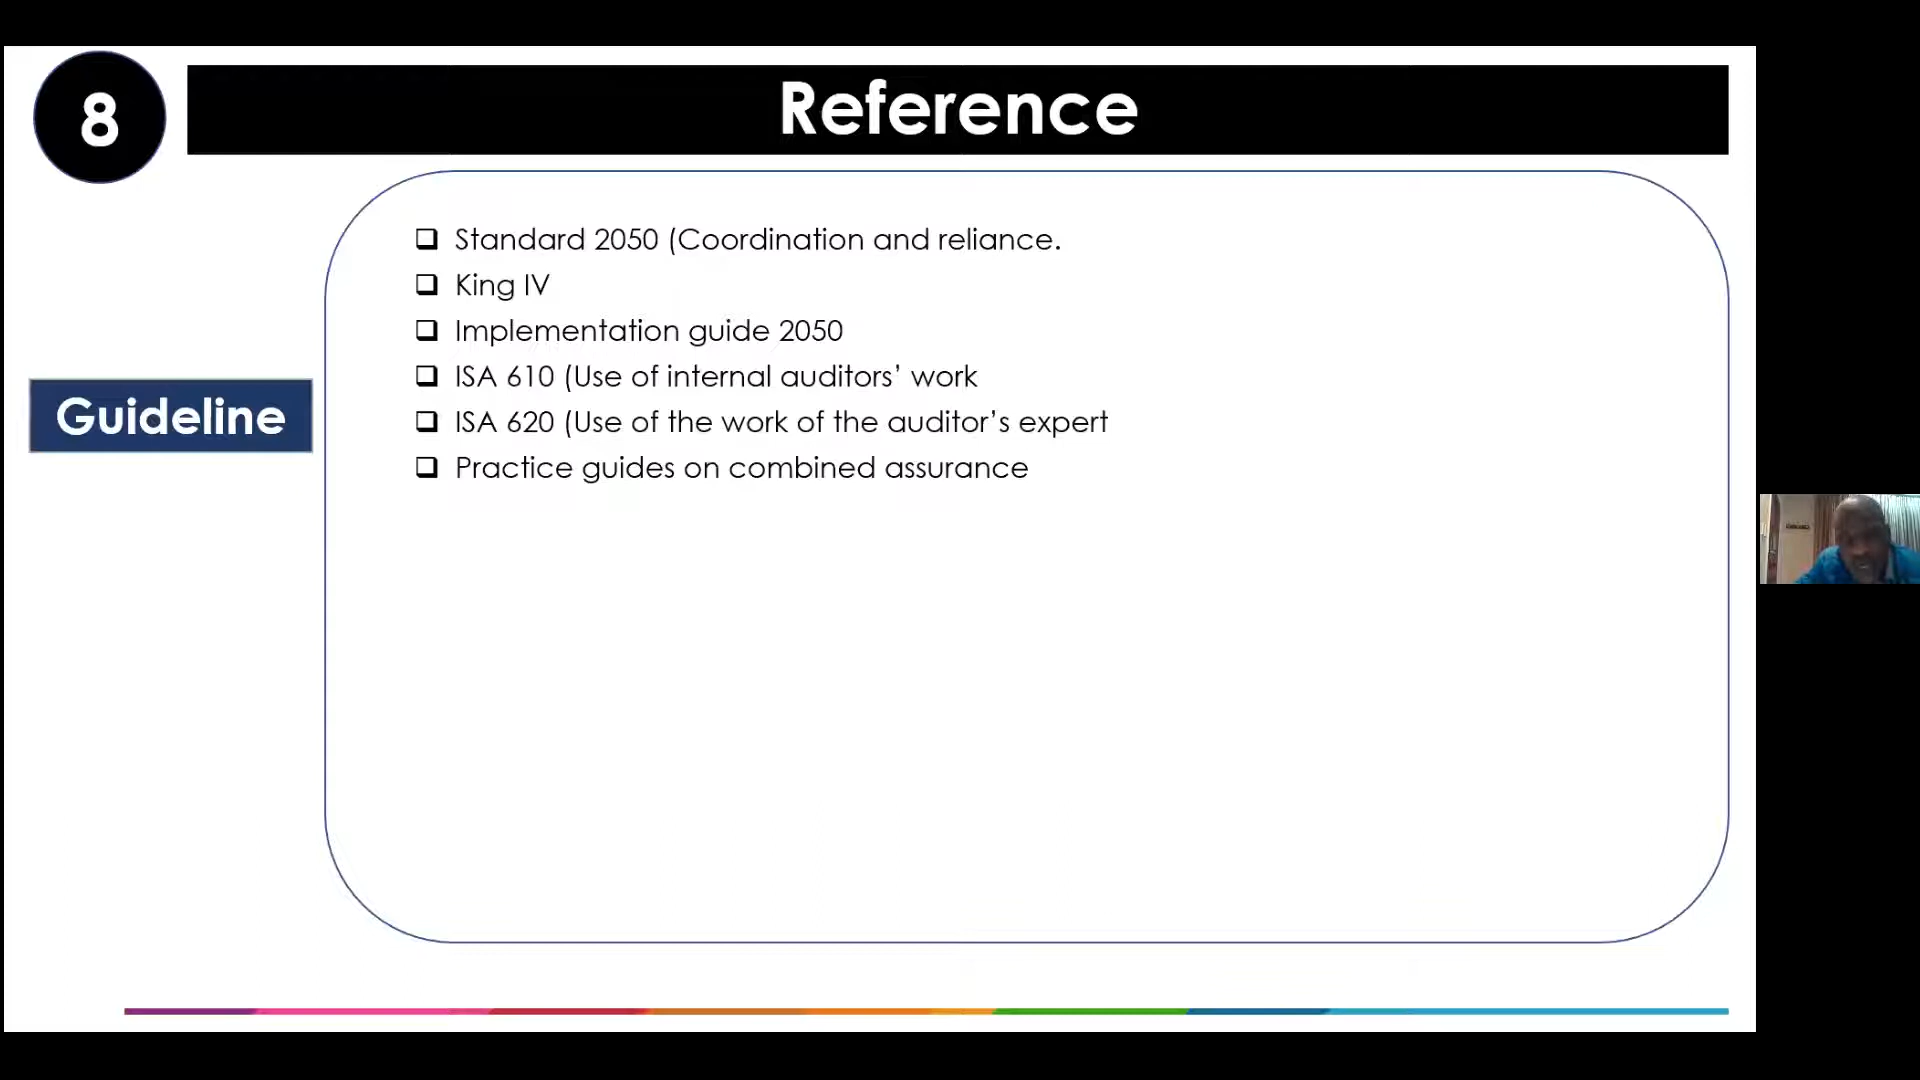 8
Reference
Guideline
❑ Standard 2050 (Coordination and reliance.
❑ King IV
❑ Implementation guide 2050
❑ ISA 610 (Use of internal auditors’ work
❑ ISA 620 (Use of the work of the auditor’s expert
❑ Practice guides on combined assurance